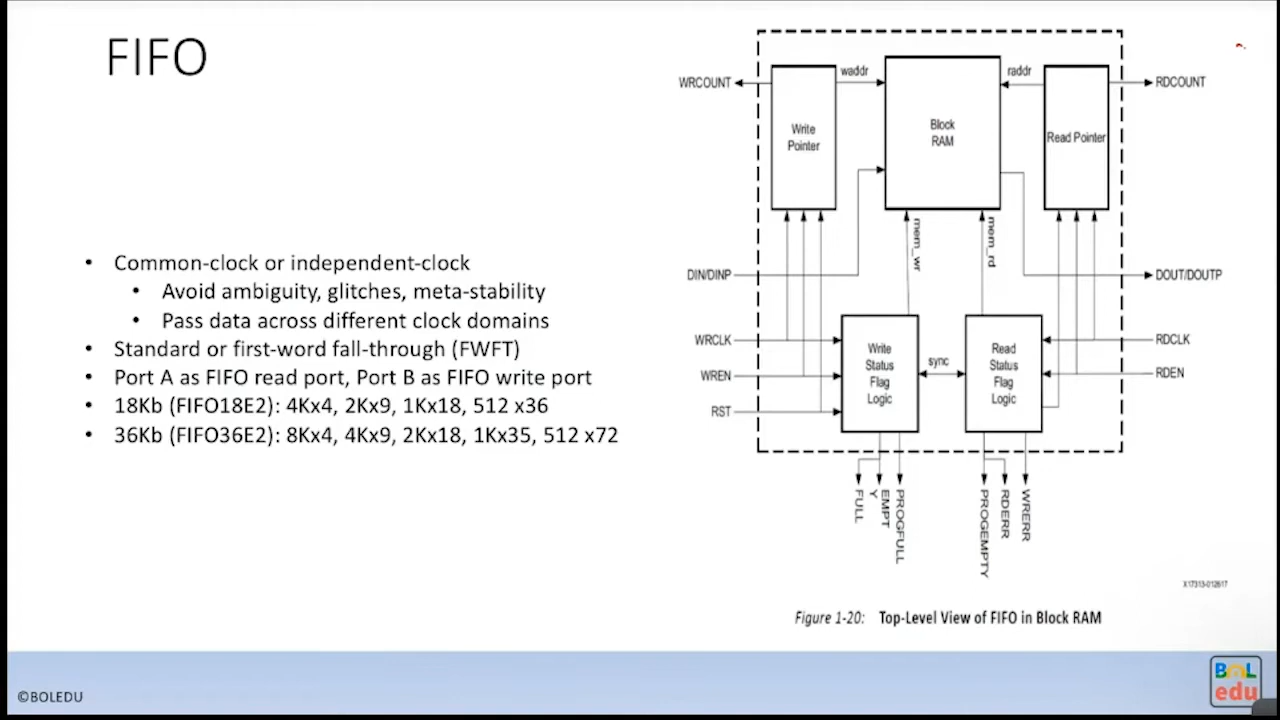 FIFO
• Common-clock or independent-clock
• Avoid ambiguity, glitches, meta-stability
• Pass data across different clock domains
• Standard or first-word fall-through (FWFT)
• Port A as FIFO read port, Port B as FIFO write port
• 18Kb (FIFO18E2): 4Kx4, 2Kx9, 1Kx18, 512 x36
• 36Kb (FIFO36E2): 8Kx4, 4Kx9, 2Kx18, 1Kx35, 512 x72
WRCOUNT
waddr
raddr
RDCOUNT
Write
Pointer
Block
RAM
Read Pointer
mem_wr
mem_rd
DIN/DINP
DOUT/DOUTP
WRCLK
WREN
RST
Write
Status
Flag
Logic
sync
Read
Status
Flag
Logic
RDCLK
RDEN
FULL
EMPT
Y
PROGFULL
PROGEMPTY
RDERR
WRERR
X17313-012617
Figure 1-20: Top-Level View of FIFO in Block RAM
©BOLEDU
BOL
edu